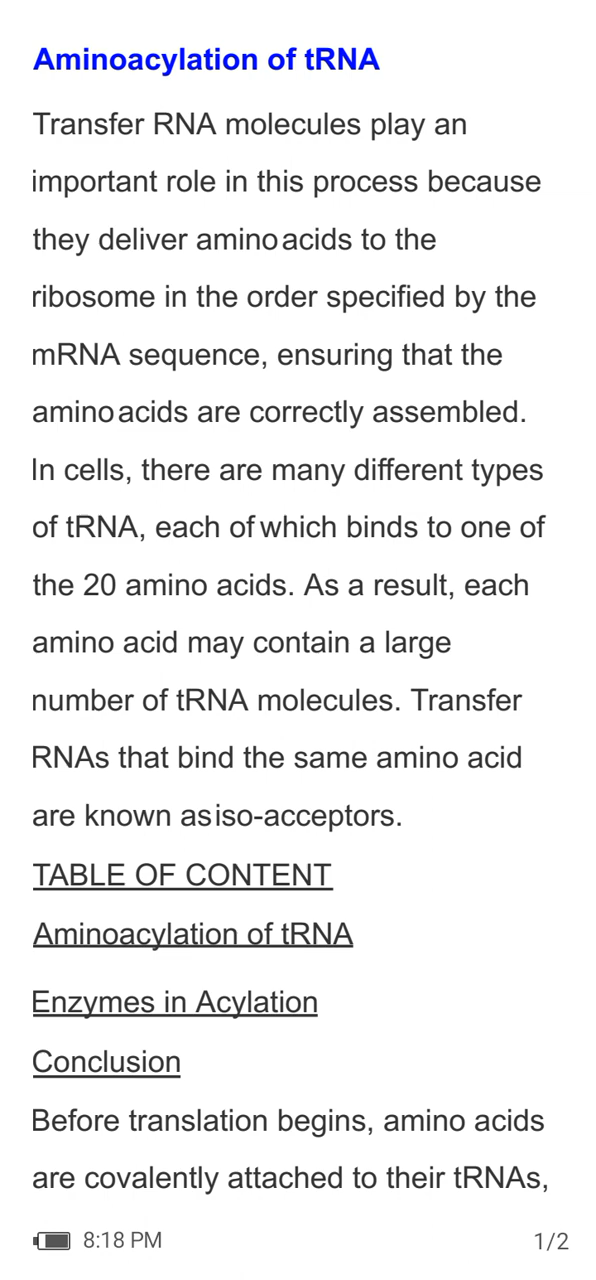 Aminoacylation of tRNA
Transfer RNA molecules play an
important role in this process because
they deliver amino acids to the
ribosome in the order specified by the
mRNA sequence, ensuring that the
amino acids are correctly assembled.
In cells, there are many different types
of tRNA, each of which binds to one of
the 20 amino acids. As a result, each
amino acid may contain a large
number of tRNA molecules. Transfer
RNAs that bind the same amino acid
are known as iso-acceptors.
TABLE OF CONTENT
Aminoacylation of tRNA
Enzymes in Acylation
Conclusion
Before translation begins, amino acids
are covalently attached to their tRNAs,
8:18 PM 1/2